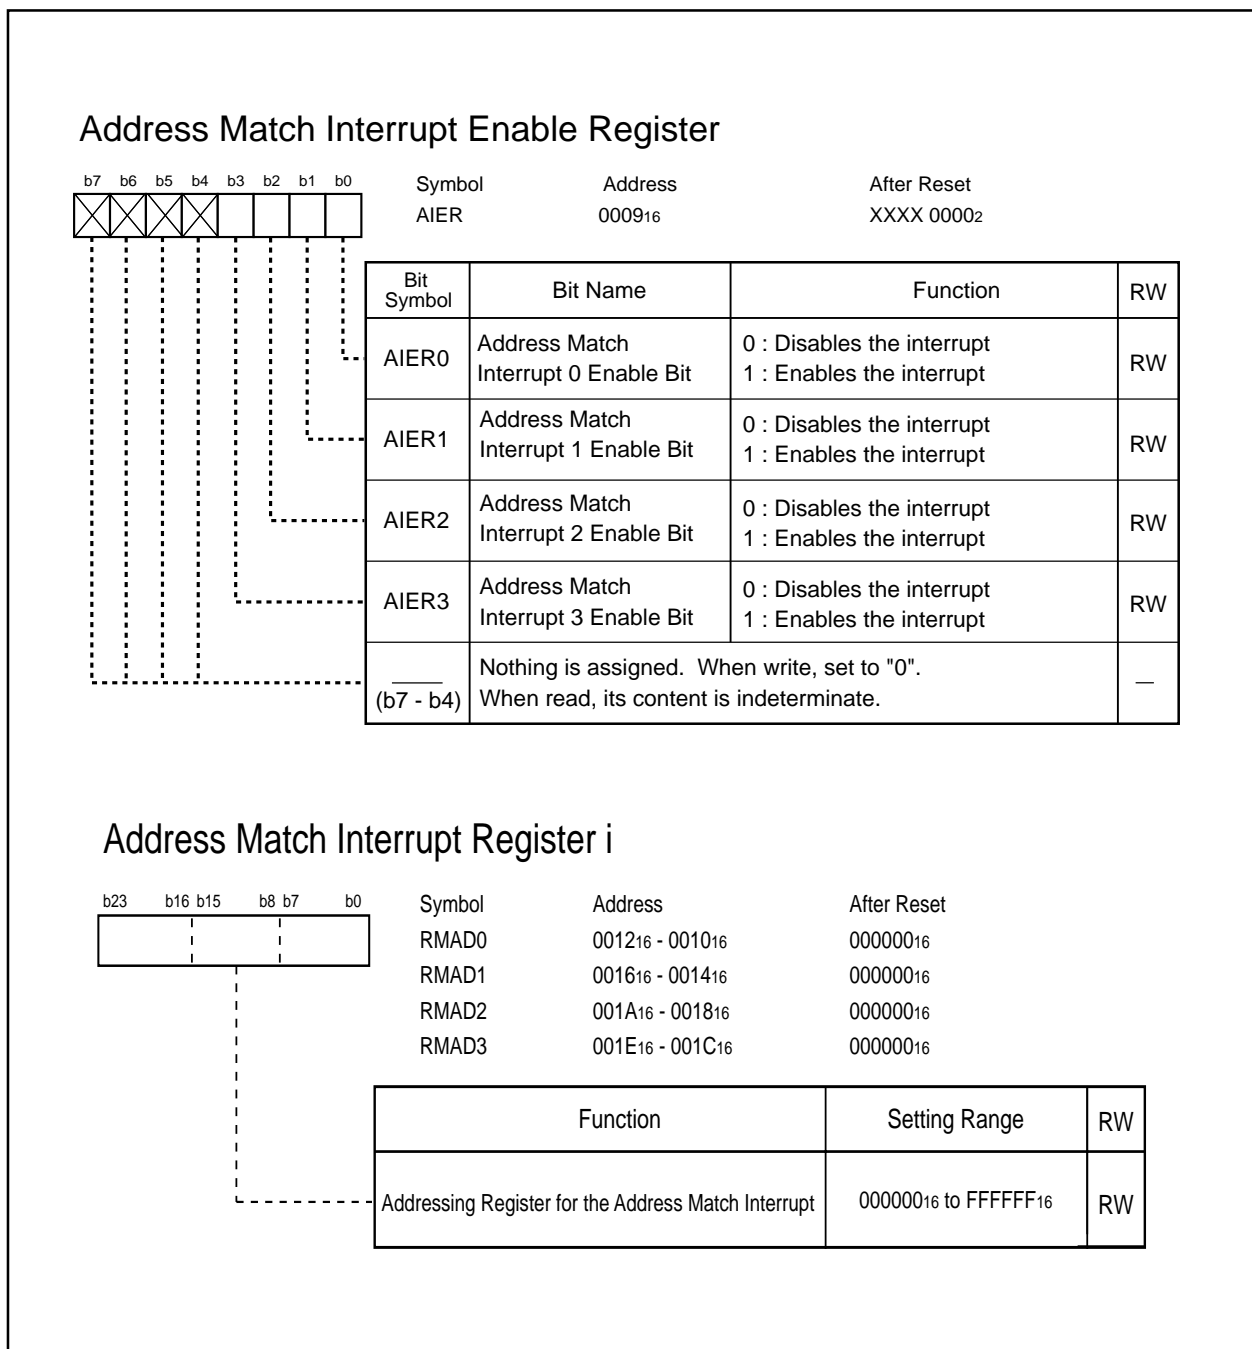 Address Match Interrupt Enable Register
b7 b6 b5 b4 b3 b2 b1 b0
Symbol Address After Reset
AIER 000916 XXXX 00002
Bit Symbol Bit Name Function RW
AIER0 Address Match Interrupt 0 Enable Bit 0 : Disables the interrupt 1 : Enables the interrupt RW
AIER1 Address Match Interrupt 1 Enable Bit 0 : Disables the interrupt 1 : Enables the interrupt RW
AIER2 Address Match Interrupt 2 Enable Bit 0 : Disables the interrupt 1 : Enables the interrupt RW
AIER3 Address Match Interrupt 3 Enable Bit 0 : Disables the interrupt 1 : Enables the interrupt RW
(b7 - b4) Nothing is assigned. When write, set to "0". When read, its content is indeterminate. —
Address Match Interrupt Register i
b23 b16 b15 b8 b7 b0
Symbol Address After Reset
RMAD0 001216 - 001016 00000016
RMAD1 001616 - 001416 00000016
RMAD2 001A16 - 001816 00000016
RMAD3 001E16 - 001C16 00000016
Function Setting Range RW
Addressing Register for the Address Match Interrupt 00000016 to FFFFFF16 RW